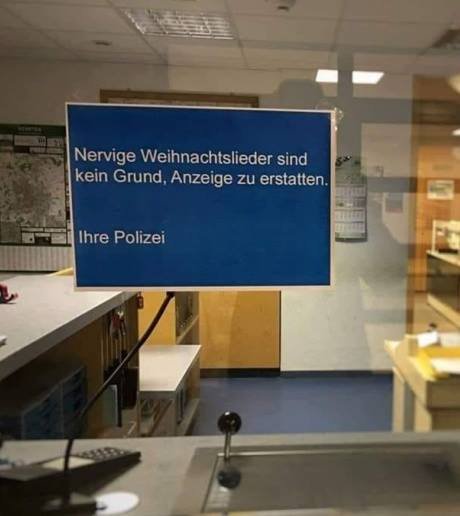 Nervige Weihnachtslieder sind
kein Grund, Anzeige zu erstatten.
Ihre Polizei